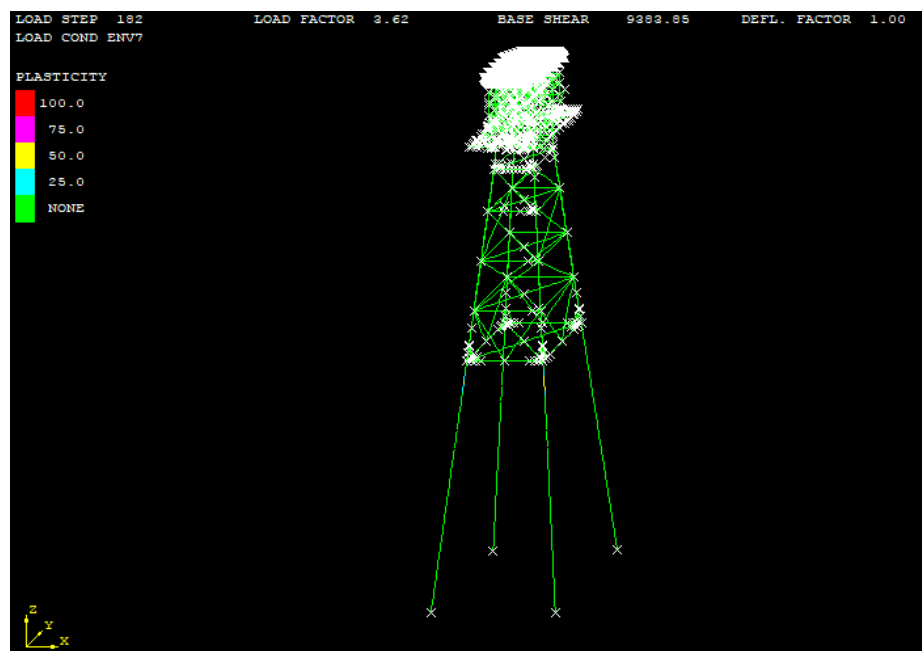 LOAD STEP 182 LOAD FACTOR 3.62 BASE SHEAR 9383.85 DEFL. FACTOR 1.00
LOAD COND ENV7
PLASTICITY
100.0
75.0
50.0
25.0
NONE
Z
Y
X